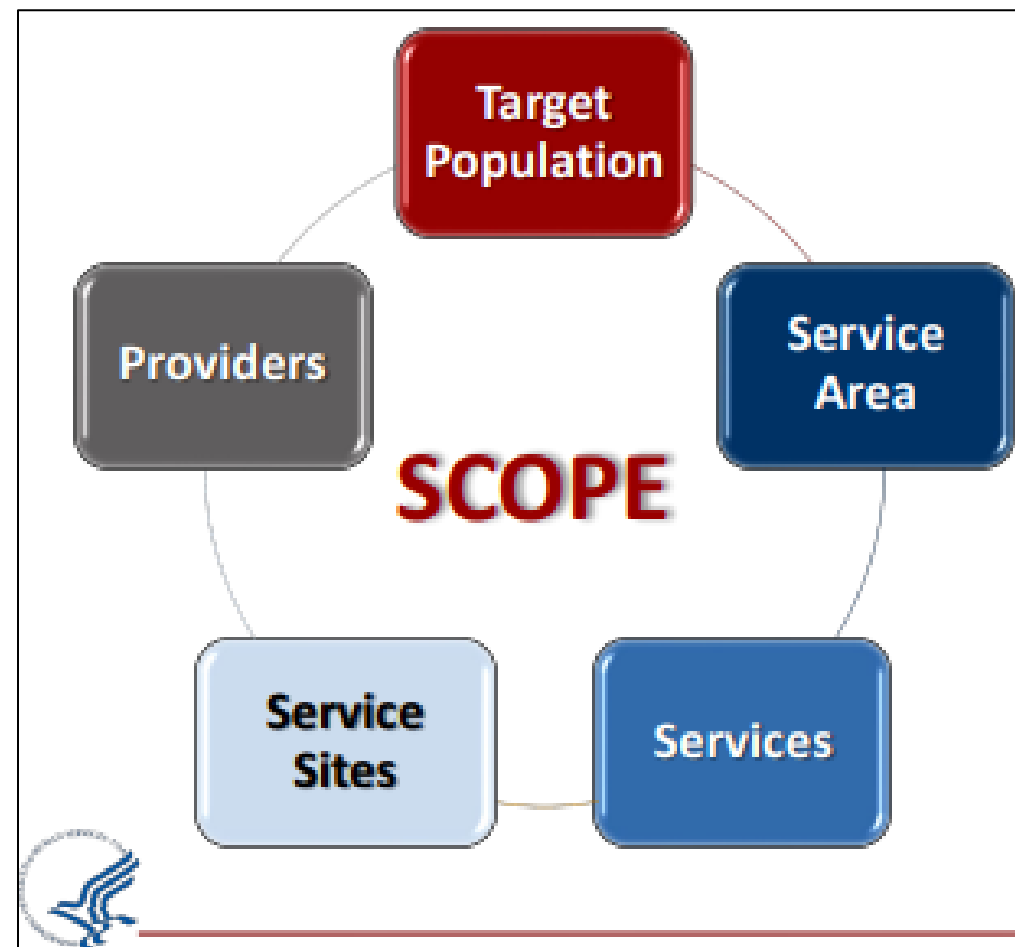 Target
Population
Service
Area
Services
Service
Sites
Providers
SCOPE